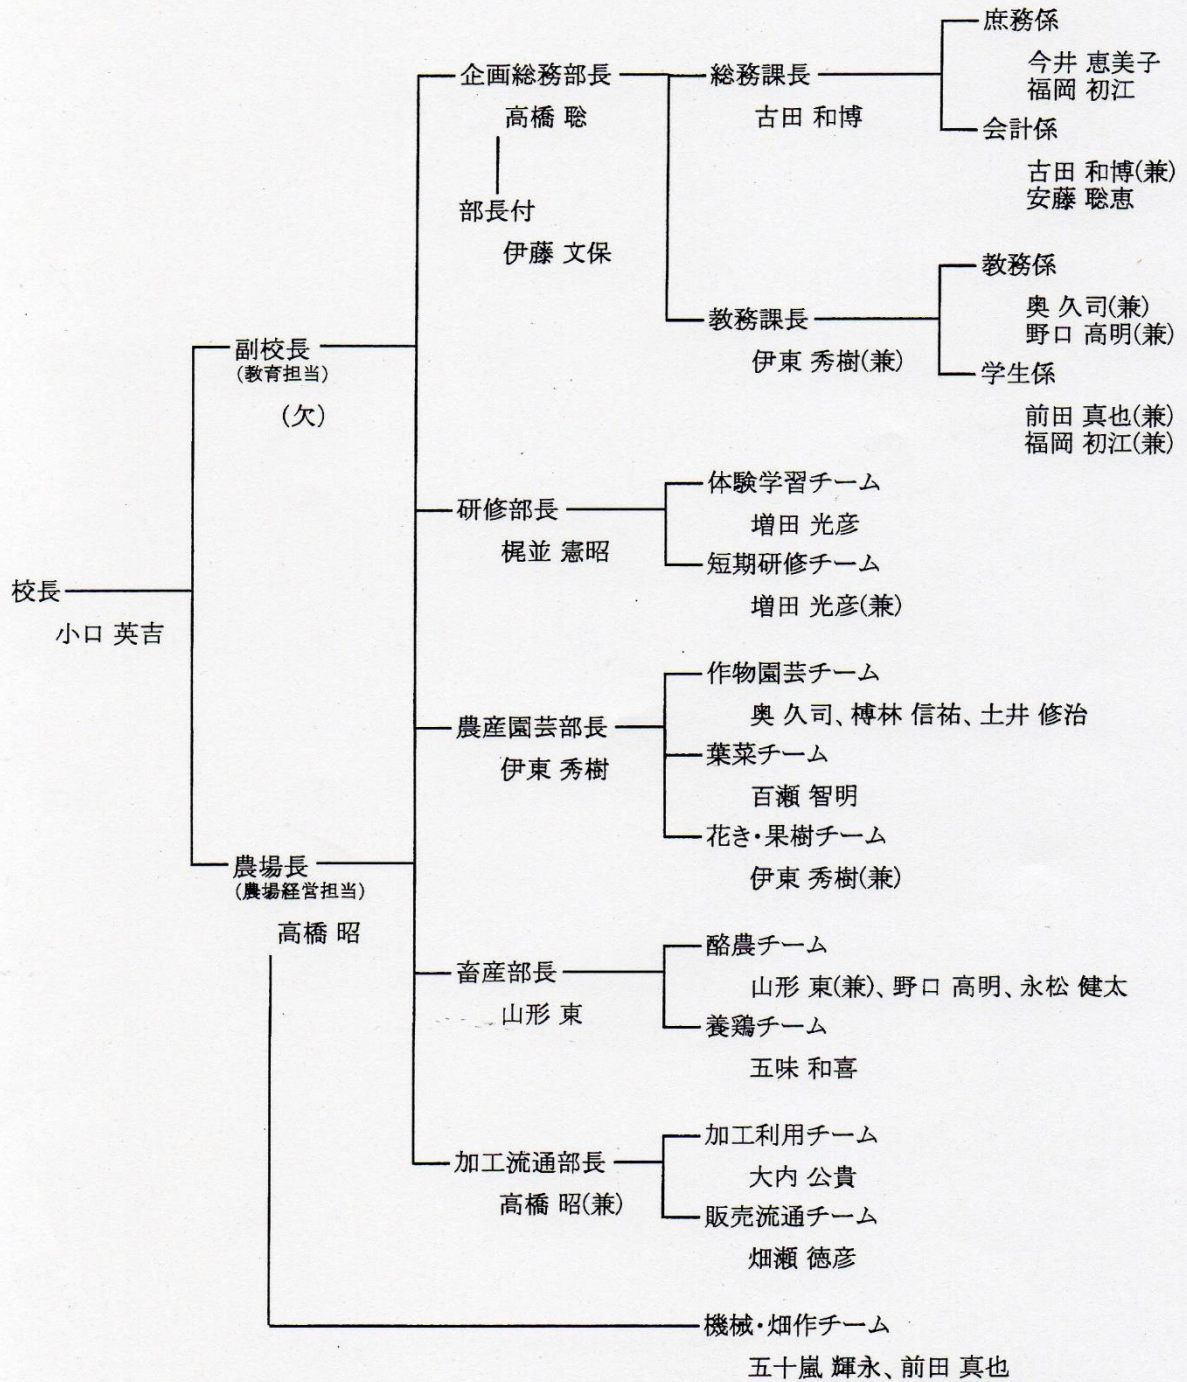 庶務係
今井 恵美子
福岡 初江
会計係
古田 和博(兼)
安藤 聡恵
企画総務部長
高橋 聡
総務課長
古田 和博
部長付
伊藤 文保
教務課長
伊東 秀樹(兼)
教務係
奥 久司(兼)
野口 高明(兼)
学生係
前田 真也(兼)
福岡 初江(兼)
副校長
(教育担当)
(欠)
研修部長
梶並 憲昭
体験学習チーム
増田 光彦
短期研修チーム
増田 光彦(兼)
校長
小口 英吉
農産園芸部長
伊東 秀樹
作物園芸チーム
奥 久司、榑林 信祐、土井 修治
葉菜チーム
百瀬 智明
花き・果樹チーム
伊東 秀樹(兼)
農場長
(農場経営担当)
高橋 昭
畜産部長
山形 東
酪農チーム
山形 東(兼)、野口 高明、永松 健太
養鶏チーム
五味 和喜
加工流通部長
高橋 昭(兼)
加工利用チーム
大内 公貴
販売流通チーム
畑瀬 徳彦
機械・畑作チーム
五十嵐 輝永、前田 真也